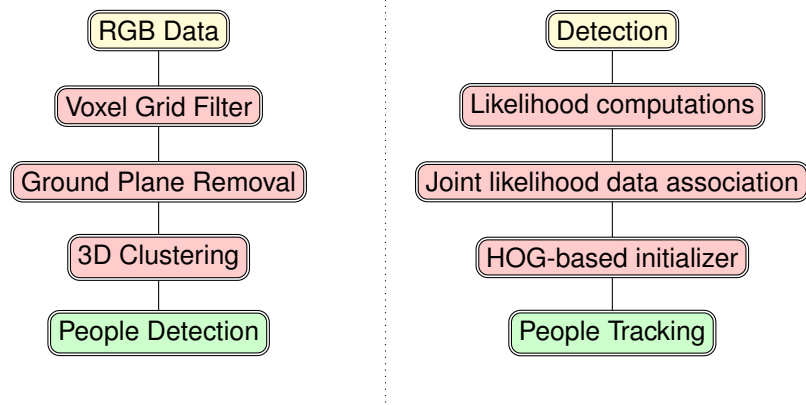 RGB Data
Voxel Grid Filter
Ground Plane Removal
3D Clustering
People Detection
Detection
Likelihood computations
Joint likelihood data association
HOG-based initializer
People Tracking